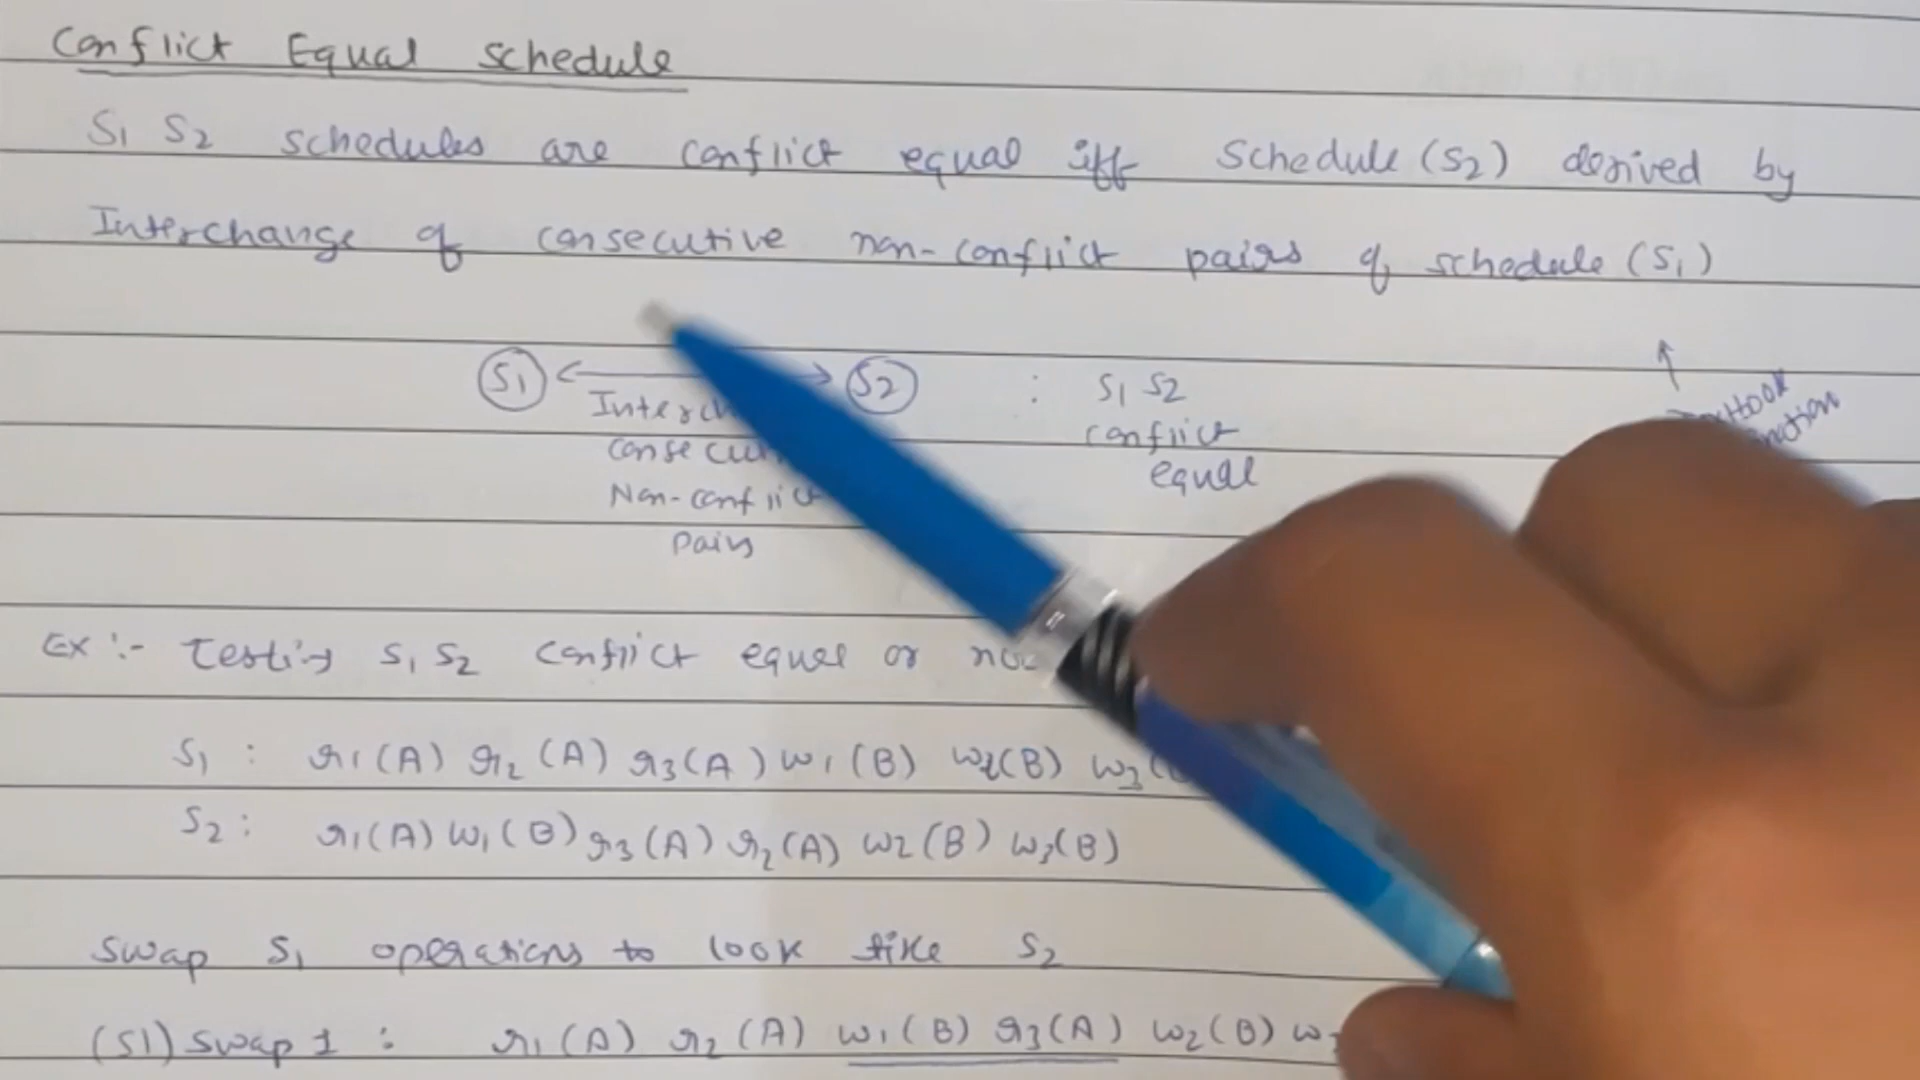 Conflict Equal Schedule
S1 S2 schedules are conflict equal iff Schedule (S2) derived by
Interchange of consecutive non-conflict pairs of schedule (S1)
S1 S2 : S1 S2
conflict
equal
Non-conflict
pairs
Ex :- Testing S1 S2 conflict equal or
S1 : r1(A) r2(A) r3(A) w1(B) w2(B) w3
S2 : r1(A) w1(B) r3(A) r2(A) w2(B) w3(B)
Swap S1 operations to look like S2
(S1) Swap 1 : r1(A) r2(A) w1(B) r3(A) w2(B)